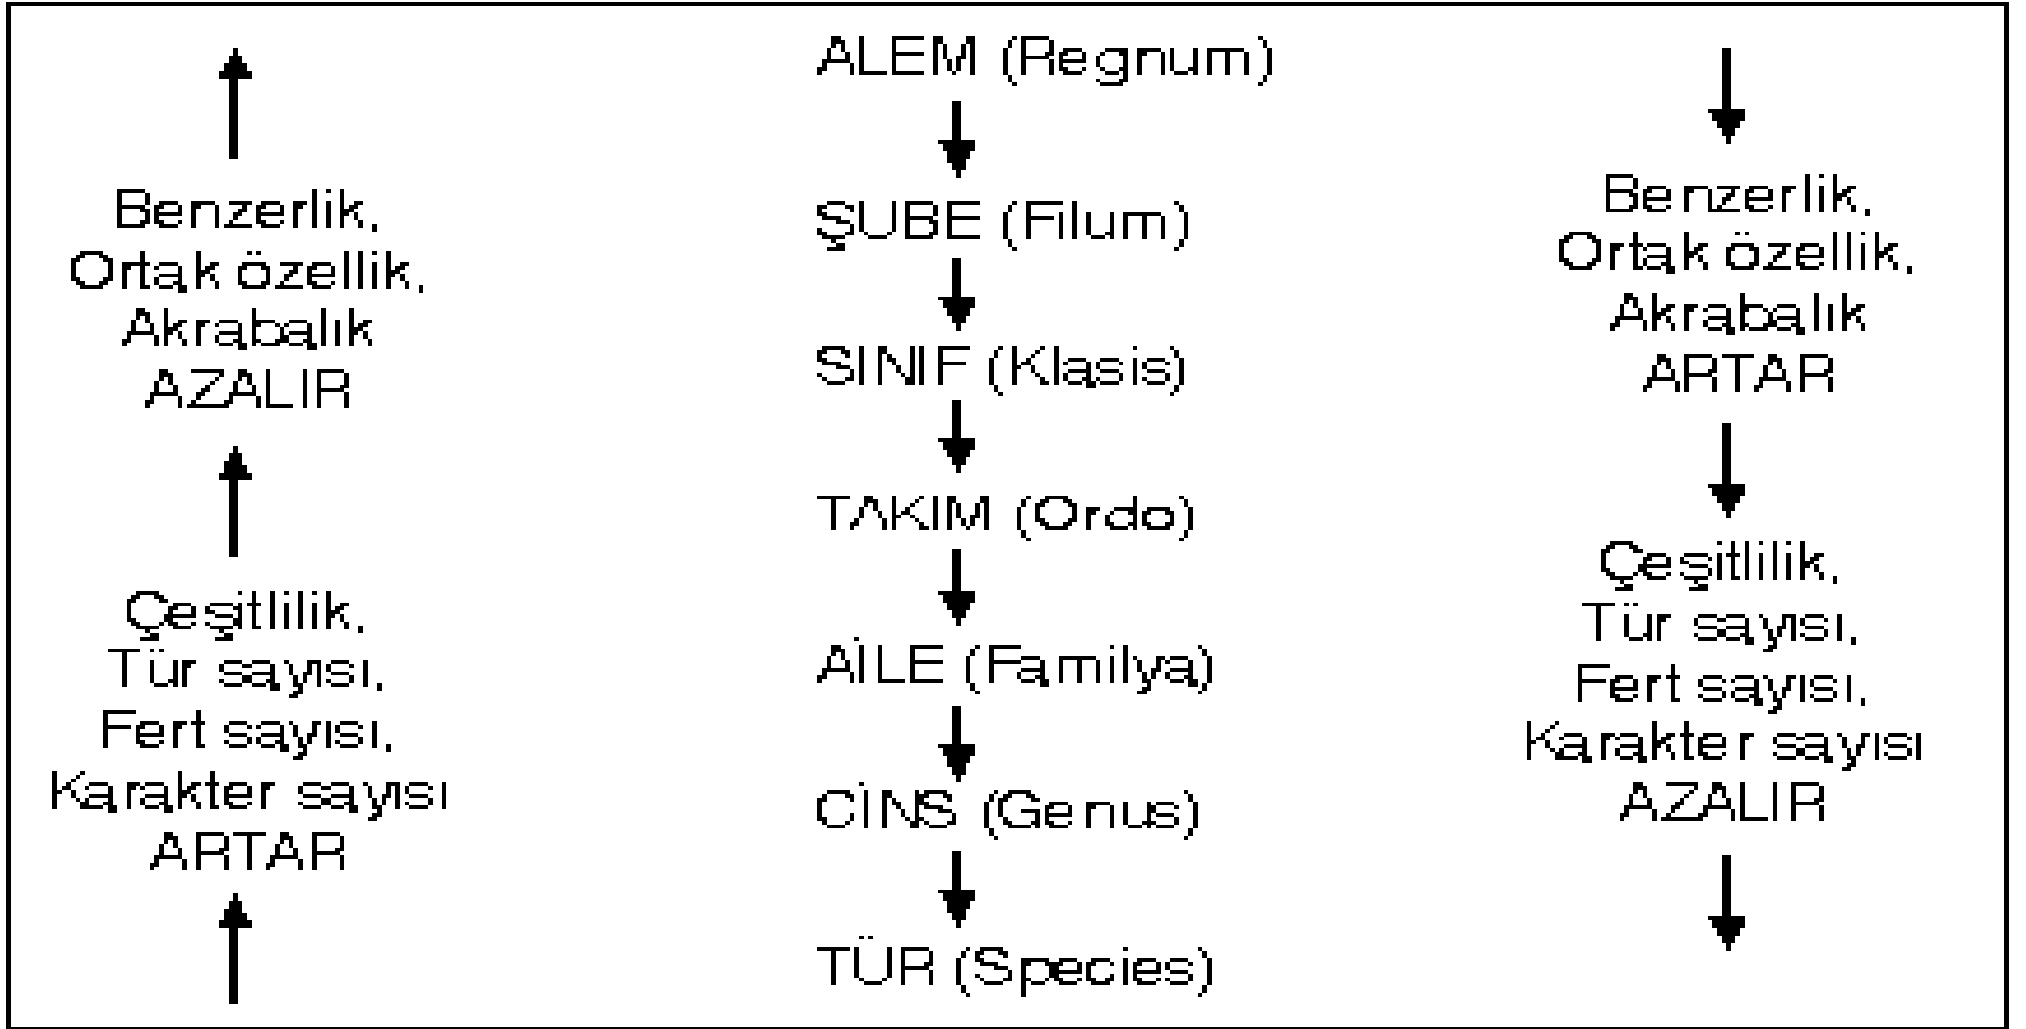 Benzerlik,
Ortak özellik,
Akrabalık
AZALIR
Çeşitlilik,
Tür sayısı,
Fert sayısı,
Karakter sayısı
ARTAR
ALEM (Regnum)
ŞUBE (Filum)
SINIF (Klasis)
TAKIM (Ordo)
AİLE (Familya)
CİNS (Genus)
TÜR (Species)
Benzerlik,
Ortak özellik,
Akrabalık
ARTAR
Çeşitlilik,
Tür sayısı,
Fert sayısı,
Karakter sayısı
AZALIR